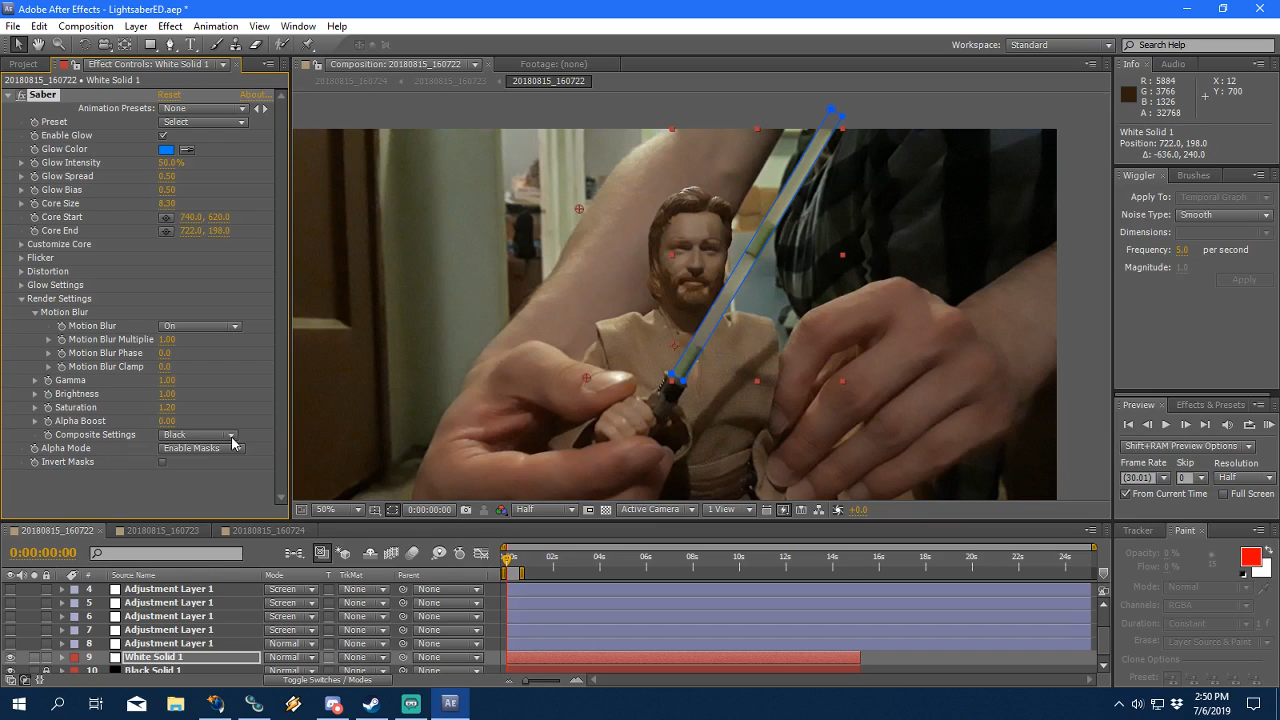 Adobe After Effects - LightsaberED.aep *
File Edit Composition Layer Effect Animation View Window Help
Workspace: Standard Search Help
Project Effect Controls: White Solid 1 Composition: 20180815_160722 Footage: (none) Info Audio
20180815_160722 • White Solid 1
20180815_160724 20180815_160723 20180815_160722
Saber Reset About...
Animation Presets: None
Preset Select
Enable Glow
Glow Color
Glow Intensity 50.0%
Glow Spread 0.50
Glow Bias 0.50
Core Size 8.30
Core Start 740.0, 620.0
Core End 722.0, 198.0
Customize Core
Flicker
Distortion
Glow Settings
Render Settings
Motion Blur
Motion Blur On
Motion Blur Multiplie 1.00
Motion Blur Phase 0.0
Motion Blur Clamp 0.0
Gamma 1.00
Brightness 1.00
Saturation 1.20
Alpha Boost 0.00
Composite Settings Black
Alpha Mode Enable Masks
Invert Masks
R: 5884 X: 12
G: 3766 Y: 700
B: 1326
A: 32768
White Solid 1
Position: 722.0, 198.0
Δ: -636.0, 240.0
Wiggler Brushes
Apply To: Temporal Graph
Noise Type: Smooth
Dimensions:
Frequency: 5.0 per second
Magnitude: 1.0
Apply
Preview Effects & Presets
Shift+RAM Preview Options
Frame Rate Skip Resolution
(30.01) 0 Half
From Current Time Full Screen
50% 0:00:00:00 Half Active Camera 1 View +0.0
20180815_160722 20180815_160723 20180815_160724
0:00:00:00
02s 04s 06s 08s 10s 12s 14s 16s 18s 20s 22s 24s
# Source Name Mode T TrkMat Parent
4 Adjustment Layer 1 Screen None None
5 Adjustment Layer 1 Screen None None
6 Adjustment Layer 1 Screen None None
7 Adjustment Layer 1 Screen None None
8 Adjustment Layer 1 Normal None None
9 White Solid 1 Normal None None
10 Black Solid 1 Normal None None
Toggle Switches / Modes
Tracker Paint
Opacity: 0 %
Flow: 0 % 15
Mode: Normal
Channels: RGBA
Duration: Constant 1 f
Erase: Layer Source & Paint
Clone Options
Preset:
2:50 PM
7/6/2019